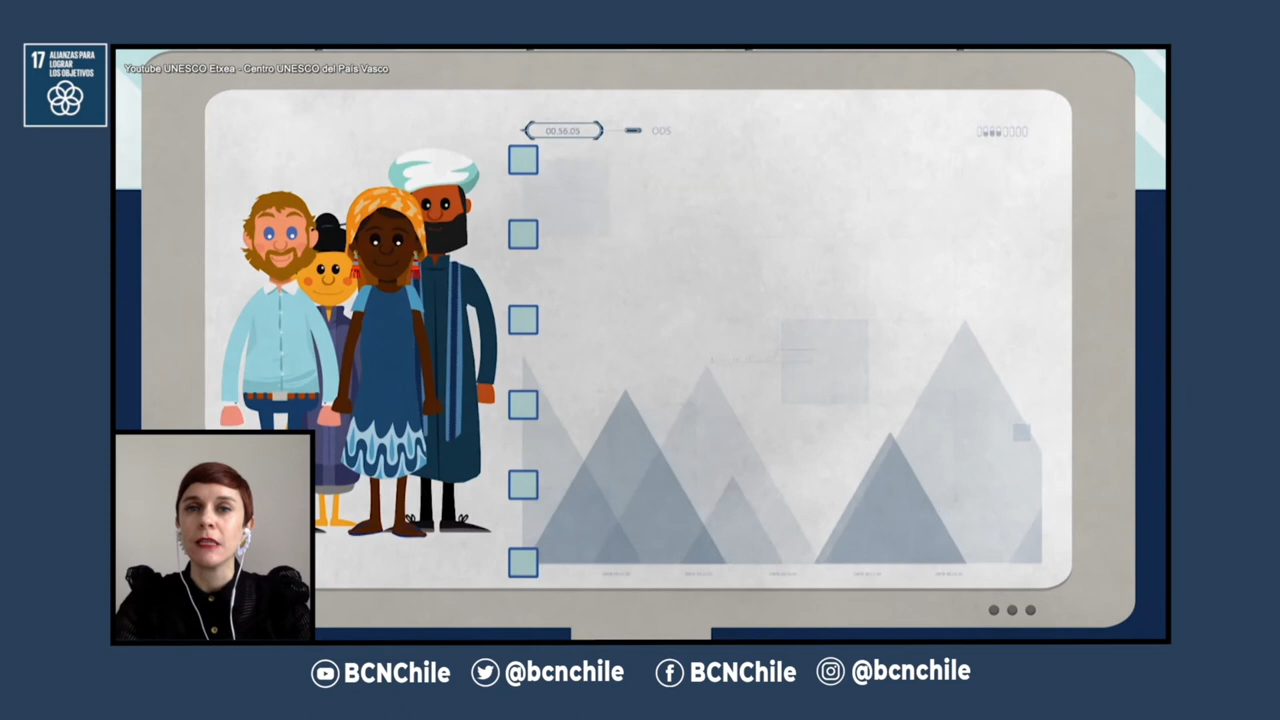 17 ALIANZAS PARA
LOGRAR
LOS OBJETIVOS
Youtube UNESCO Etxea - Centro UNESCO del País Vasco
00.56.05
ODS
BCNChile
@bcnchile
BCNChile
@bcnchile